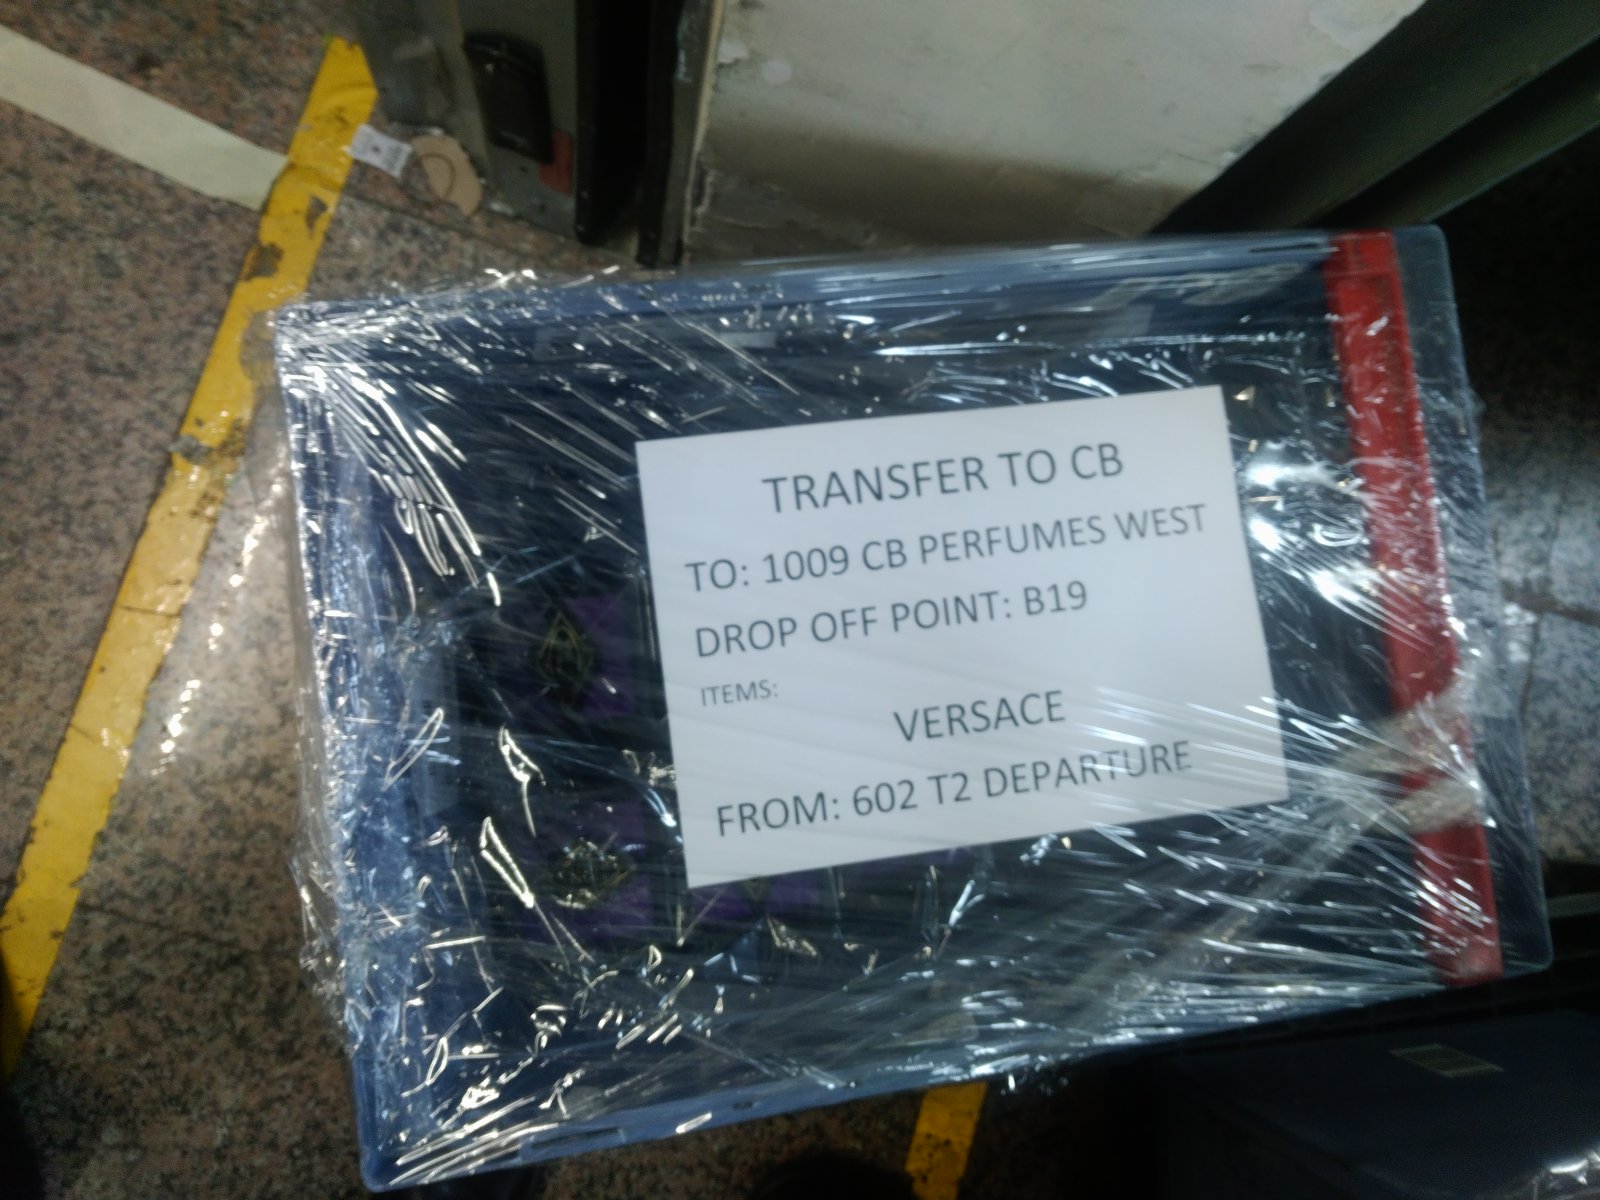 TRANSFER TO CB
TO: 1009 CB PERFUMES WEST
DROP OFF POINT: B19
ITEMS:
VERSACE
FROM: 602 T2 DEPARTURE